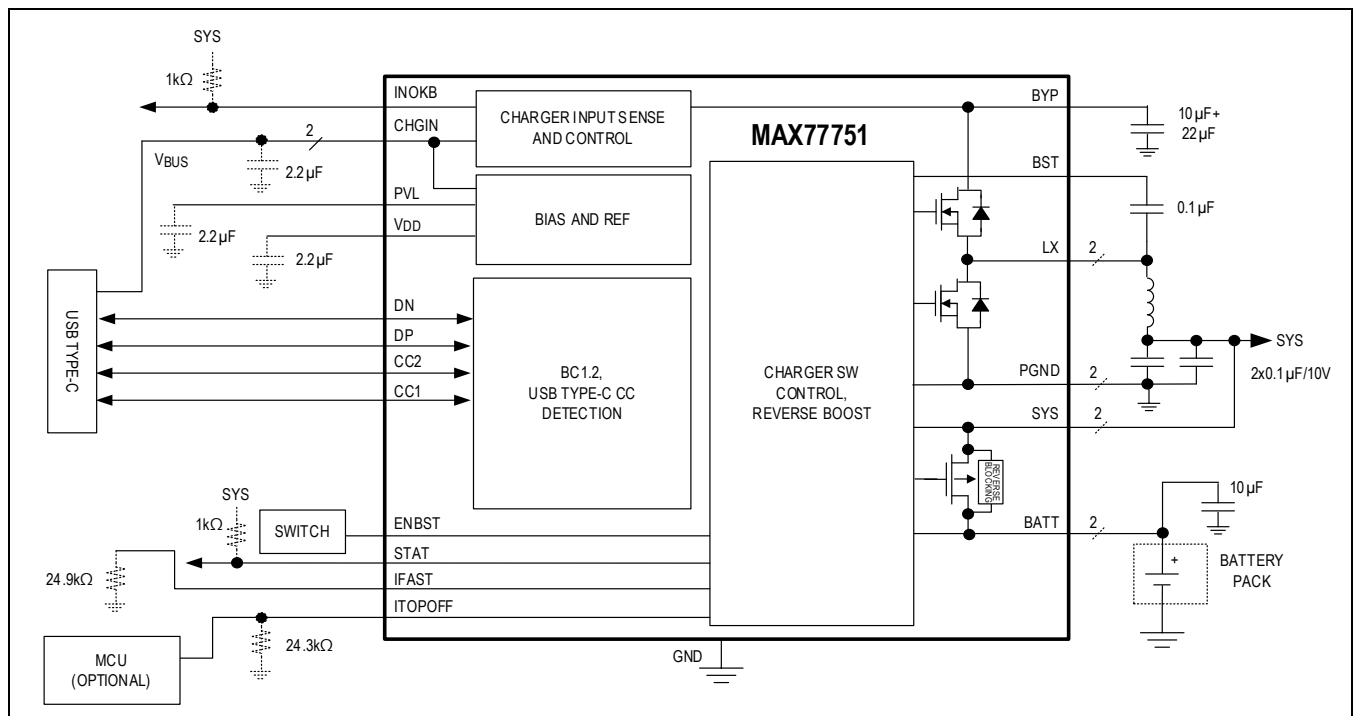 SYS
1kΩ
INOKB
CHGIN
2
VBUS
2.2µF
PVL
2.2µF
VDD
2.2µF
USB TYPE-C
DN
DP
CC2
CC1
SYS
1kΩ
SWITCH
ENBST
STAT
IFAST
24.9kΩ
ITOPOFF
24.3kΩ
MCU
(OPTIONAL)
CHARGER INPUT SENSE
AND CONTROL
BIAS AND REF
BC1.2,
USB TYPE-C CC
DETECTION
MAX77751
CHARGER SW
CONTROL,
REVERSE BOOST
REVERSE
BLOCKING
GND
BYP
10µF+
22µF
BST
0.1µF
LX
2
SYS
2x0.1µF/10V
PGND
2
SYS
2
10µF
BATT
2
+
BATTERY
PACK